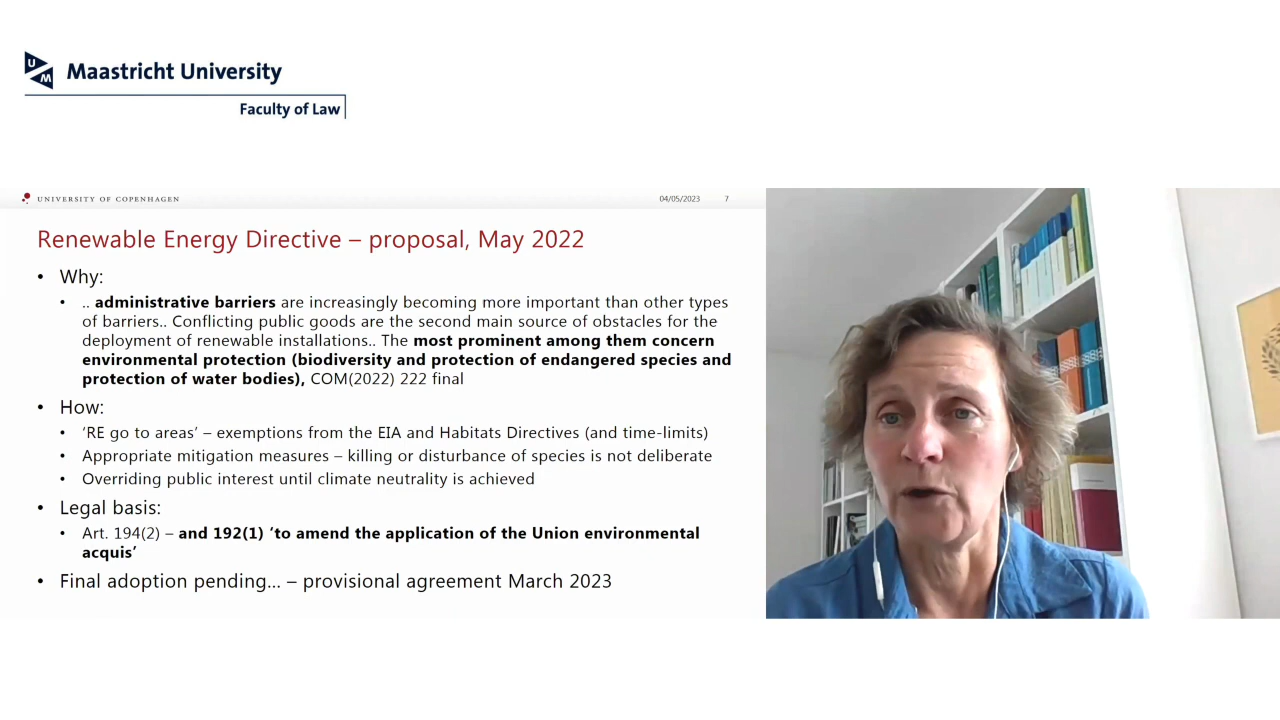 U
M
Maastricht University
Faculty of Law
UNIVERSITY OF COPENHAGEN
04/05/2023 7
Renewable Energy Directive – proposal, May 2022
• Why:
• .. administrative barriers are increasingly becoming more important than other types
of barriers.. Conflicting public goods are the second main source of obstacles for the
deployment of renewable installations.. The most prominent among them concern
environmental protection (biodiversity and protection of endangered species and
protection of water bodies), COM(2022) 222 final
• How:
• ‘RE go to areas’ – exemptions from the EIA and Habitats Directives (and time-limits)
• Appropriate mitigation measures – killing or disturbance of species is not deliberate
• Overriding public interest until climate neutrality is achieved
• Legal basis:
• Art. 194(2) – and 192(1) ‘to amend the application of the Union environmental
acquis’
• Final adoption pending... – provisional agreement March 2023